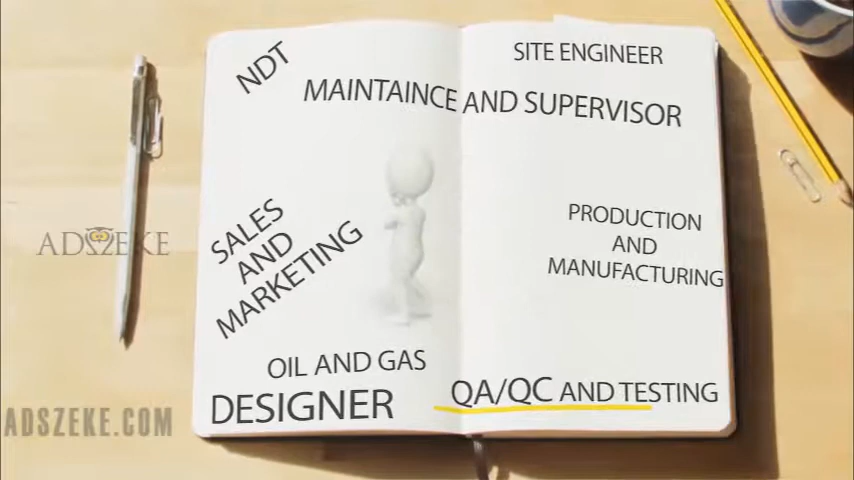 NDT
SITE ENGINEER
MAINTAINCE AND SUPERVISOR
SALES
AND
MARKETING
PRODUCTION
AND
MANUFACTURING
ADSZEKE
OIL AND GAS
DESIGNER
QA/QC AND TESTING
ADSZEKE.COM